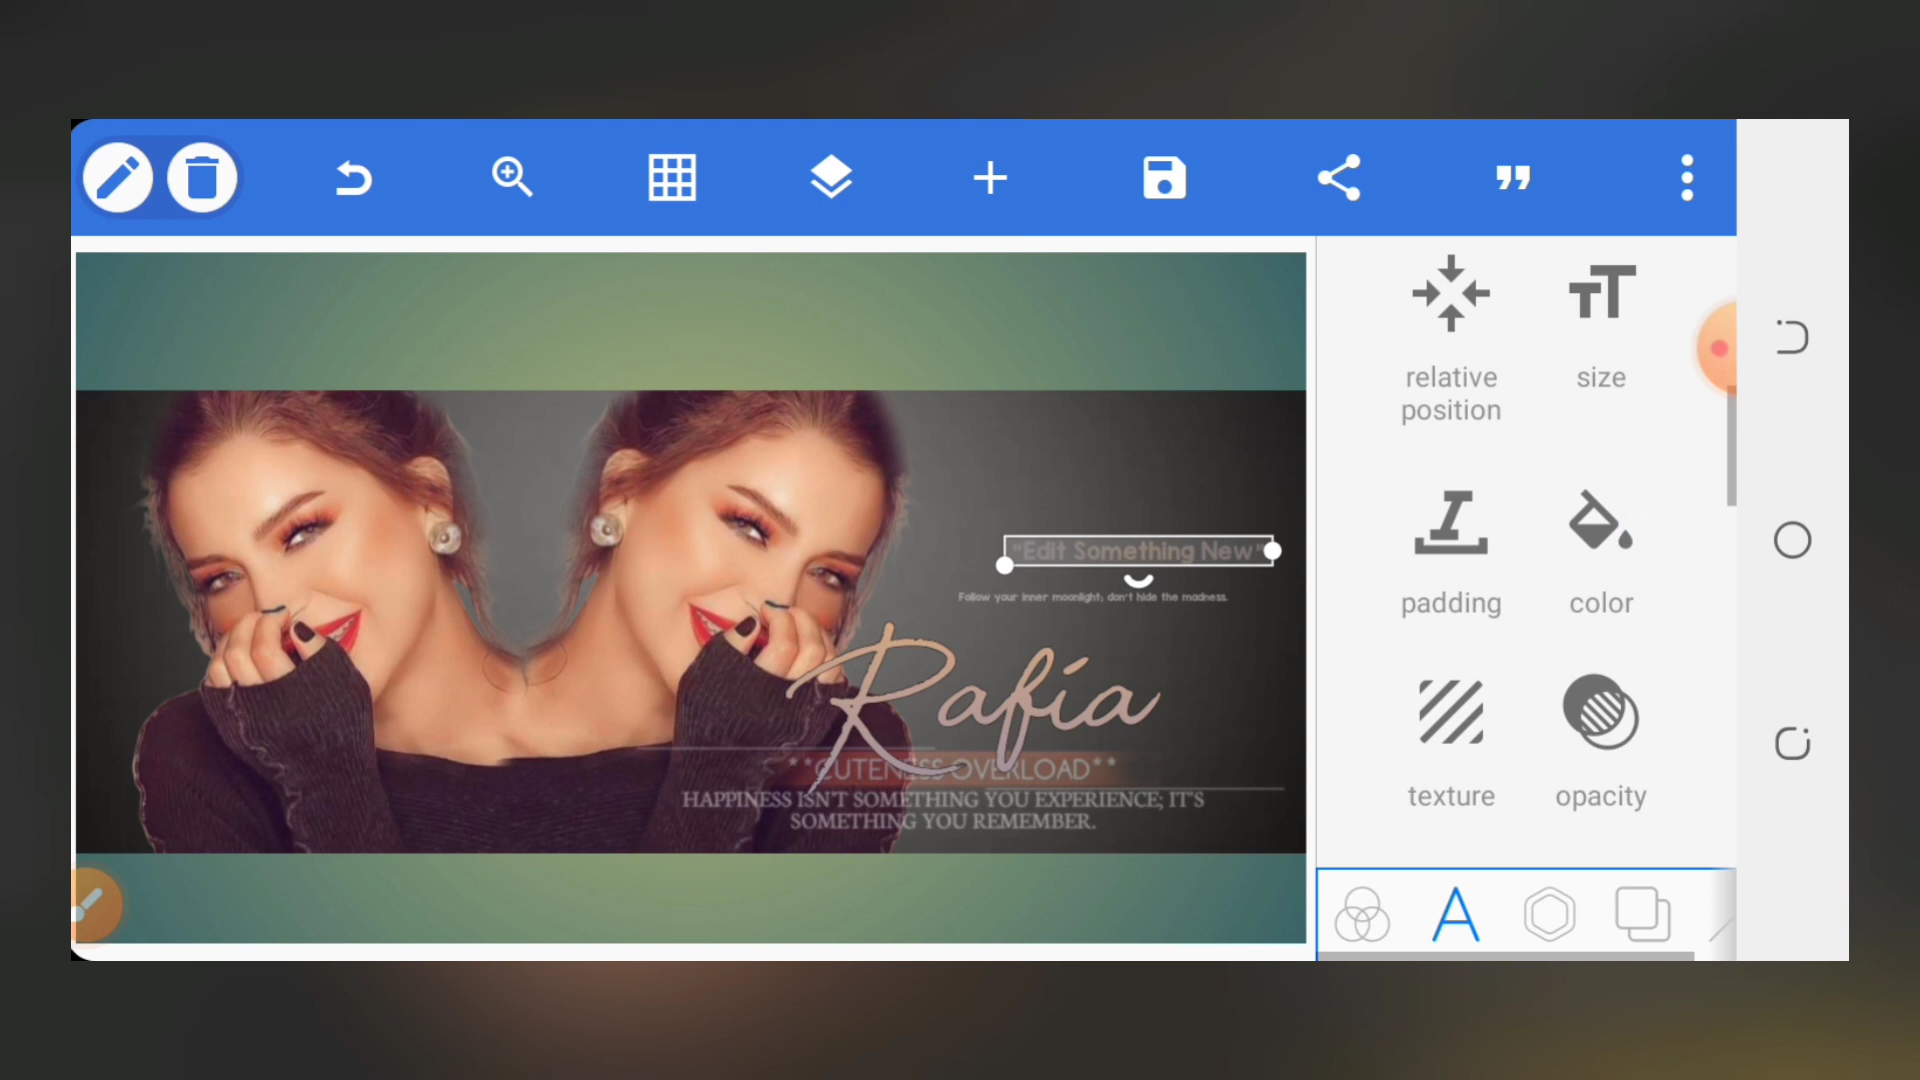 relative
position
size
"Edit Something New"
Follow your inner moonlight; don't hide the madness.
padding
color
Rafia
**CUTENESS OVERLOAD**
HAPPINESS ISN'T SOMETHING YOU EXPERIENCE; IT'S
SOMETHING YOU REMEMBER.
texture
opacity